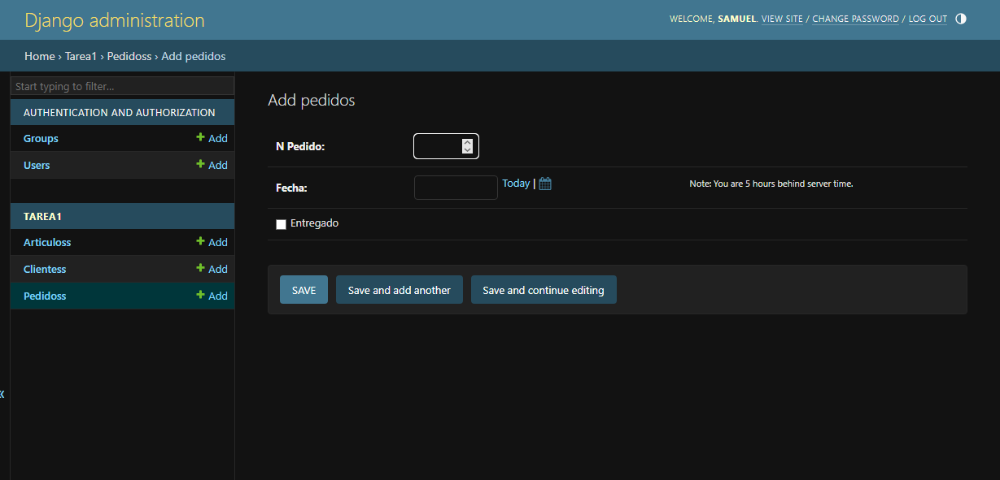 Django administration
WELCOME, SAMUEL. VIEW SITE / CHANGE PASSWORD / LOG OUT
Home › Tarea1 › Pedidoss › Add pedidos
Start typing to filter...
AUTHENTICATION AND AUTHORIZATION
Groups + Add
Users + Add
TAREA1
Articuloss + Add
Clientess + Add
Pedidoss + Add
«
Add pedidos
N Pedido:
Fecha: Today | Note: You are 5 hours behind server time.
Entregado
SAVE Save and add another Save and continue editing